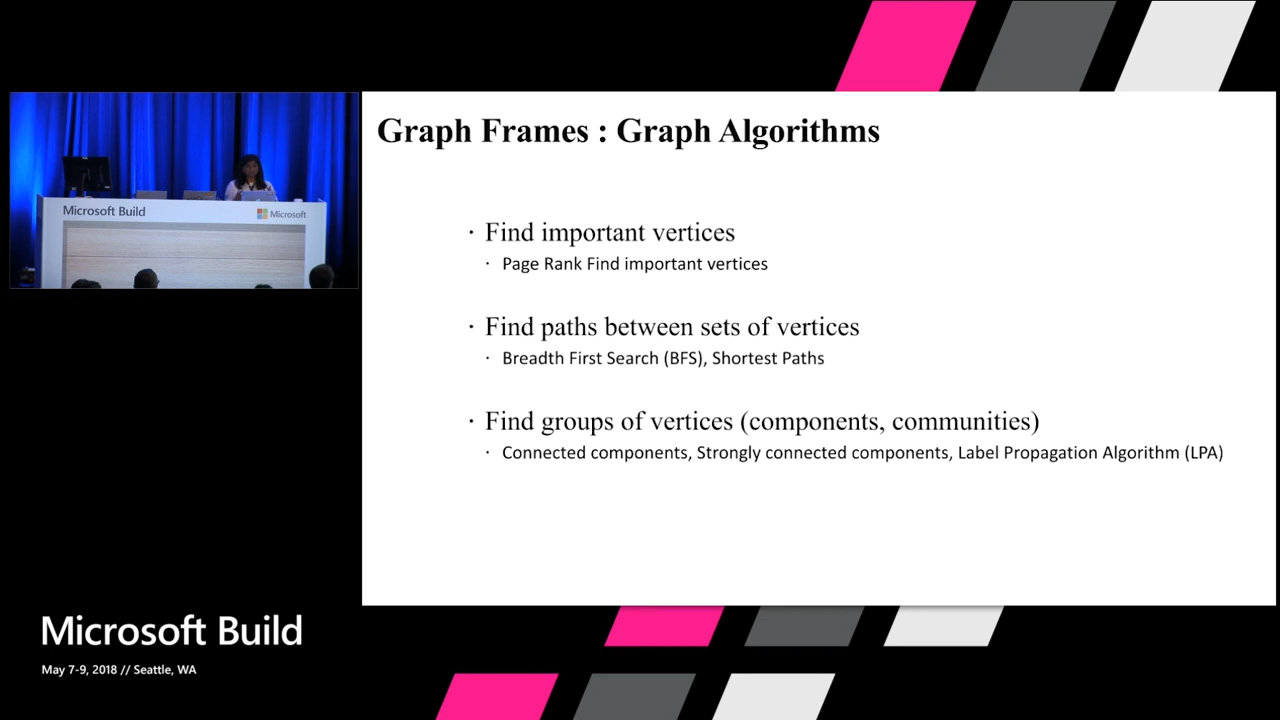 Graph Frames : Graph Algorithms
Microsoft Build
Microsoft
· Find important vertices
· Page Rank Find important vertices
· Find paths between sets of vertices
· Breadth First Search (BFS), Shortest Paths
· Find groups of vertices (components, communities)
· Connected components, Strongly connected components, Label Propagation Algorithm (LPA)
Microsoft Build
May 7-9, 2018 // Seattle, WA